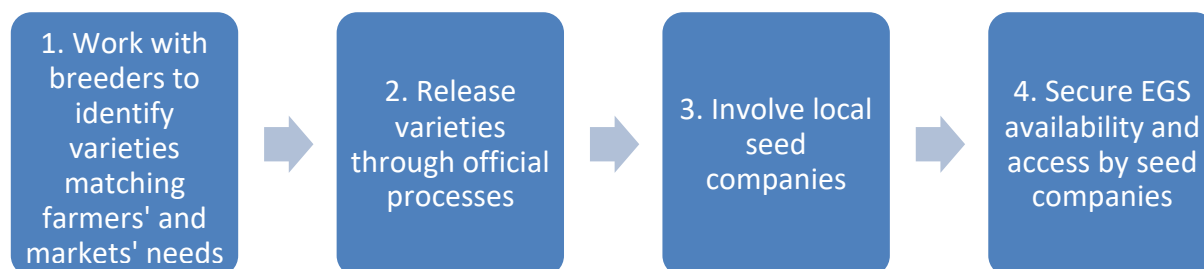 1. Work with
breeders to
identify
varieties
matching
farmers' and
markets' needs
2. Release
varieties
through official
processes
3. Involve local
seed
companies
4. Secure EGS
availability and
access by seed
companies